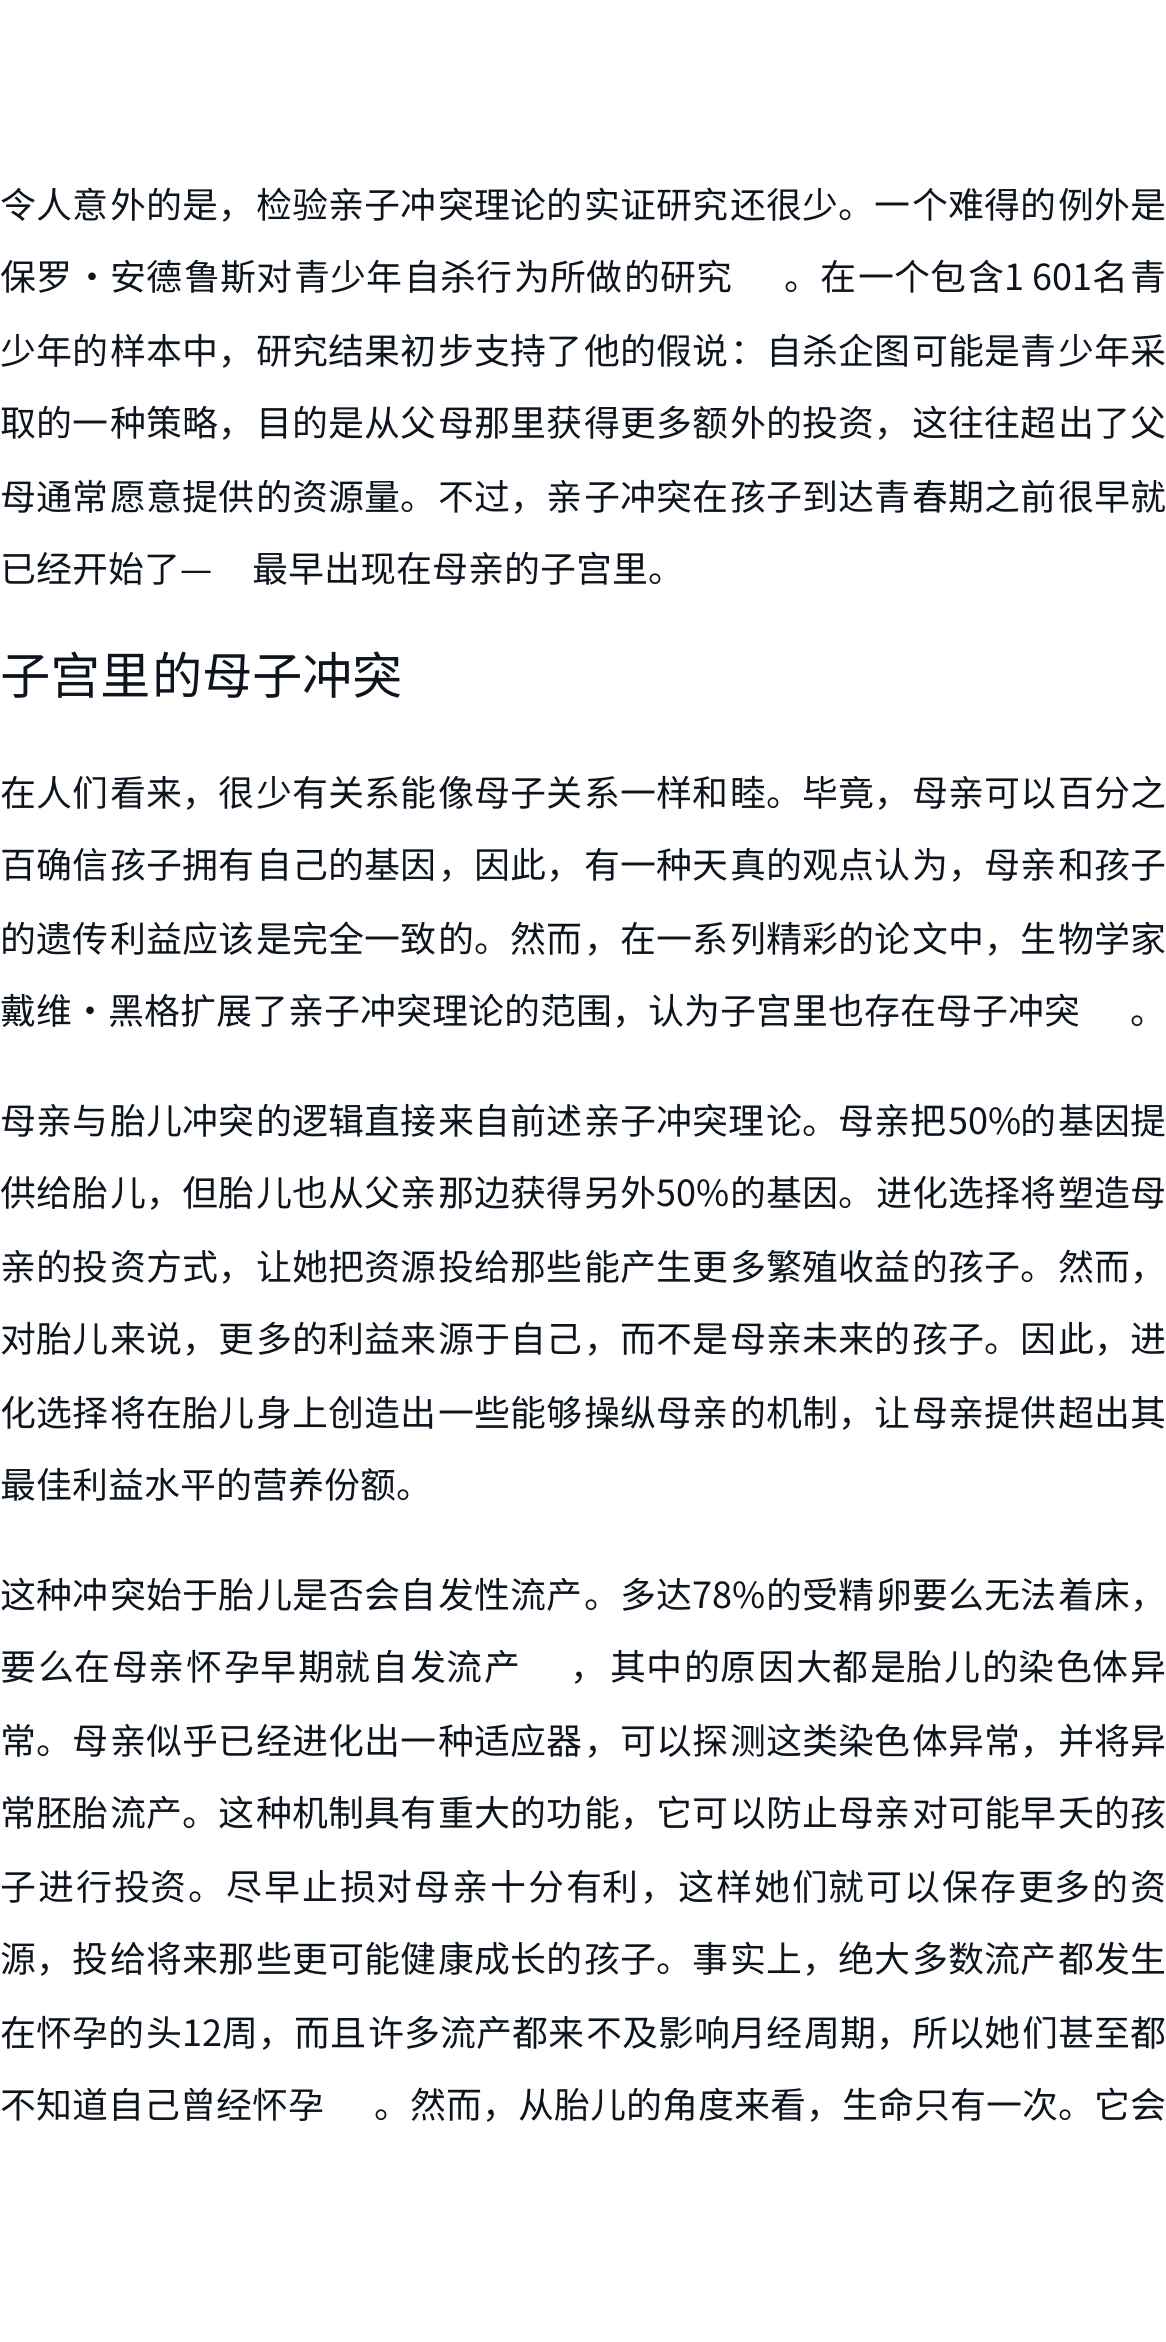 令人意外的是，检验亲子冲突理论的实证研究还很少。一个难得的例外是
保罗·安德鲁斯对青少年自杀行为所做的研究 。在一个包含1 601名青
少年的样本中，研究结果初步支持了他的假说：自杀企图可能是青少年采
取的一种策略，目的是从父母那里获得更多额外的投资，这往往超出了父
母通常愿意提供的资源量。不过，亲子冲突在孩子到达青春期之前很早就
已经开始了— 最早出现在母亲的子宫里。
子宫里的母子冲突
在人们看来，很少有关系能像母子关系一样和睦。毕竟，母亲可以百分之
百确信孩子拥有自己的基因，因此，有一种天真的观点认为，母亲和孩子
的遗传利益应该是完全一致的。然而，在一系列精彩的论文中，生物学家
戴维·黑格扩展了亲子冲突理论的范围，认为子宫里也存在母子冲突 。
母亲与胎儿冲突的逻辑直接来自前述亲子冲突理论。母亲把50%的基因提
供给胎儿，但胎儿也从父亲那边获得另外50%的基因。进化选择将塑造母
亲的投资方式，让她把资源投给那些能产生更多繁殖收益的孩子。然而，
对胎儿来说，更多的利益来源于自己，而不是母亲未来的孩子。因此，进
化选择将在胎儿身上创造出一些能够操纵母亲的机制，让母亲提供超出其
最佳利益水平的营养份额。
这种冲突始于胎儿是否会自发性流产。多达78%的受精卵要么无法着床，
要么在母亲怀孕早期就自发流产 ，其中的原因大都是胎儿的染色体异
常。母亲似乎已经进化出一种适应器，可以探测这类染色体异常，并将异
常胚胎流产。这种机制具有重大的功能，它可以防止母亲对可能早夭的孩
子进行投资。尽早止损对母亲十分有利，这样她们就可以保存更多的资
源，投给将来那些更可能健康成长的孩子。事实上，绝大多数流产都发生
在怀孕的头12周，而且许多流产都来不及影响月经周期，所以她们甚至都
不知道自己曾经怀孕 。然而，从胎儿的角度来看，生命只有一次。它会